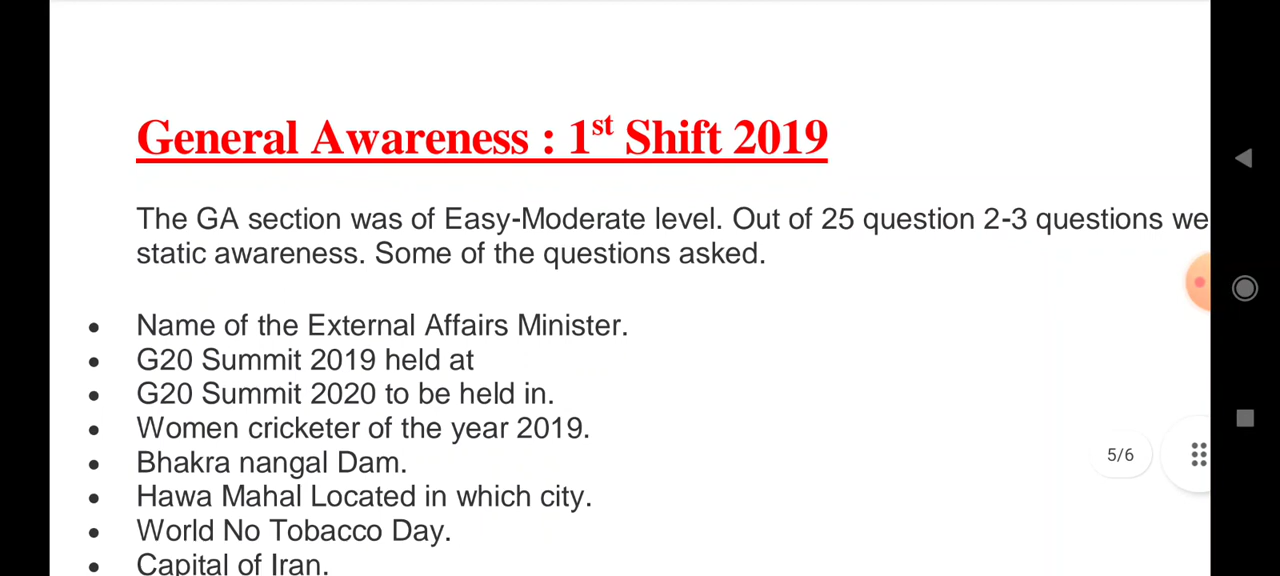 General Awareness : 1st Shift 2019
The GA section was of Easy-Moderate level. Out of 25 question 2-3 questions we
static awareness. Some of the questions asked.
• Name of the External Affairs Minister.
• G20 Summit 2019 held at
• G20 Summit 2020 to be held in.
• Women cricketer of the year 2019.
• Bhakra nangal Dam.
• Hawa Mahal Located in which city.
• World No Tobacco Day.
• Capital of Iran.
5/6